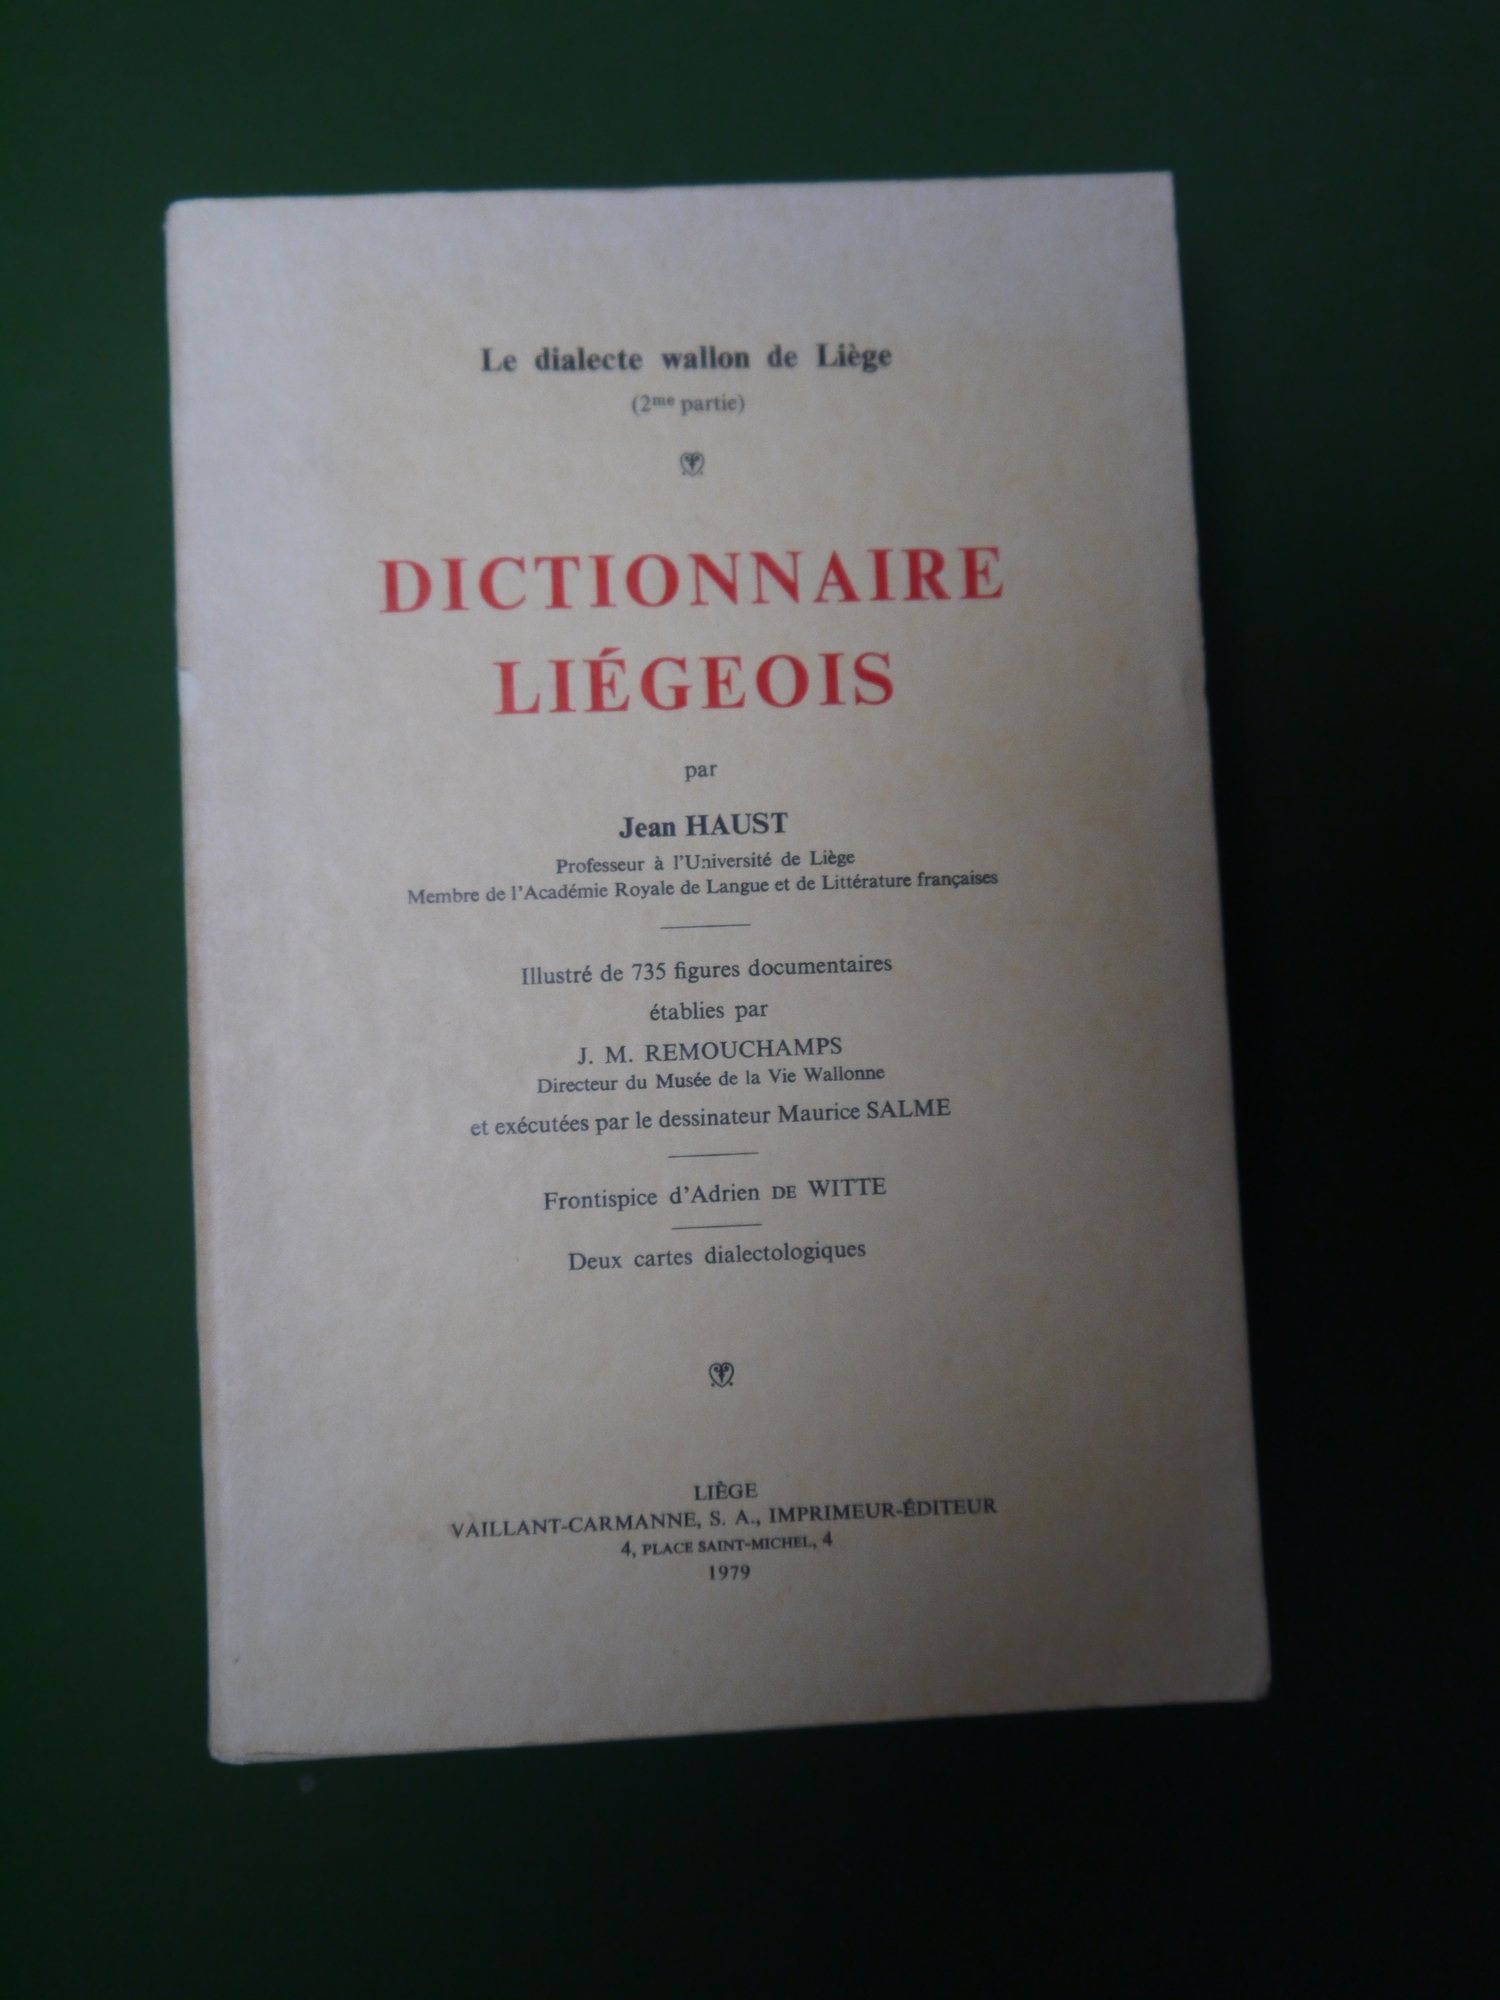 Le dialecte wallon de Liège
(2me partie)
DICTIONNAIRE
LIÉGEOIS
par
Jean HAUST
Professeur à l'Université de Liège
Membre de l'Académie Royale de Langue et de Littérature françaises
Illustré de 735 figures documentaires
établies par
J. M. REMOUCHAMPS
Directeur du Musée de la Vie Wallonne
et exécutées par le dessinateur Maurice SALME
Frontispice d'Adrien DE WITTE
Deux cartes dialectologiques
LIÈGE
VAILLANT-CARMANNE, S. A., IMPRIMEUR-ÉDITEUR
4, PLACE SAINT-MICHEL, 4
1979